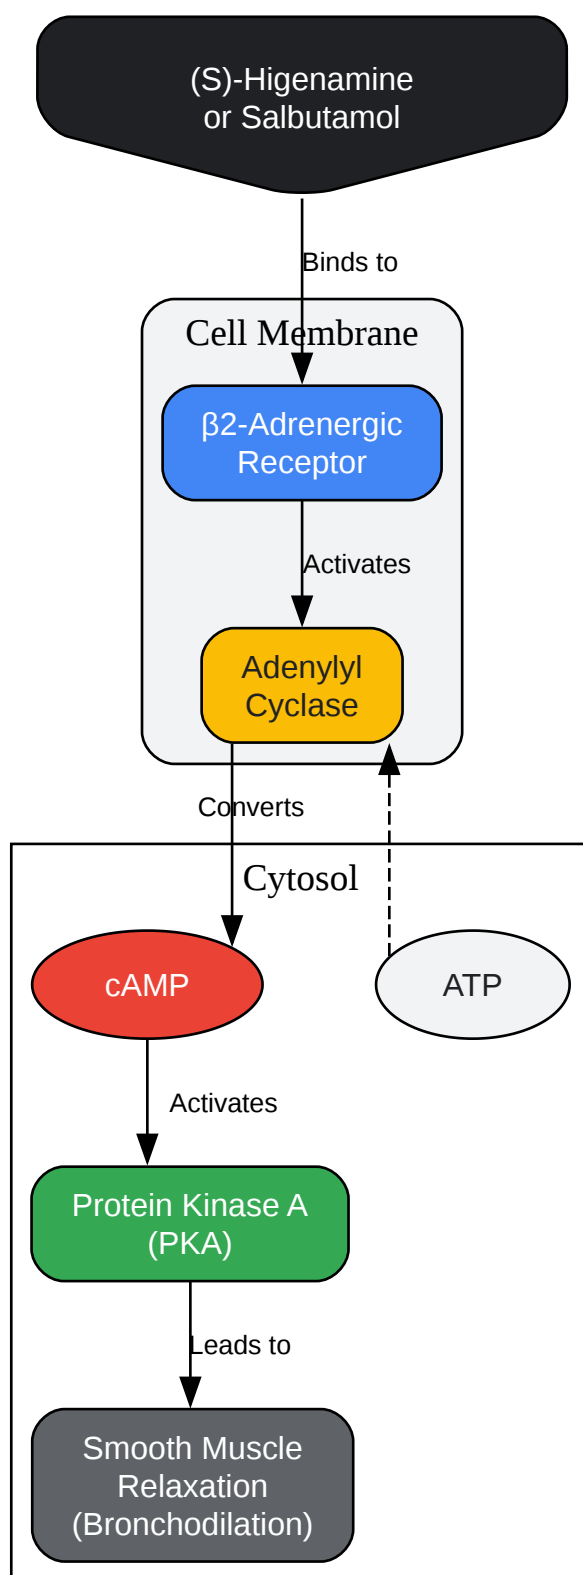 (S)-Higenamine
or Salbutamol
Binds to
Cell Membrane
β2-Adrenergic
Receptor
Activates
Adenylyl
Cyclase
Converts
Cytosol
cAMP
ATP
Activates
Protein Kinase A
(PKA)
Leads to
Smooth Muscle
Relaxation
(Bronchodilation)